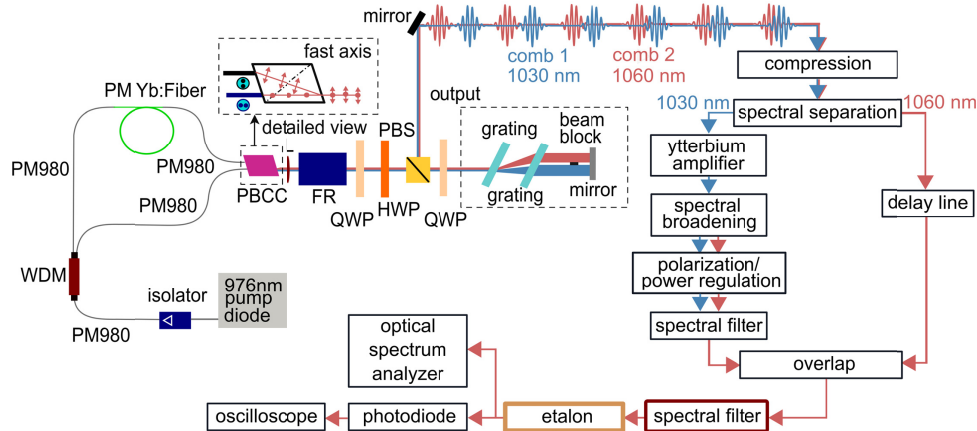 mirror
comb 1
1030 nm
comb 2
1060 nm
compression
fast axis
PM Yb:Fiber
detailed view
output
PBS
grating
beam
block
1030 nm
spectral separation
1060 nm
PM980
PM980
PM980
PBCC
FR
QWP
HWP
QWP
grating
mirror
ytterbium
amplifier
spectral
broadening
delay line
WDM
isolator
976nm
pump
diode
PM980
polarization/
power regulation
spectral filter
optical
spectrum
analyzer
overlap
oscilloscope
photodiode
etalon
spectral filter